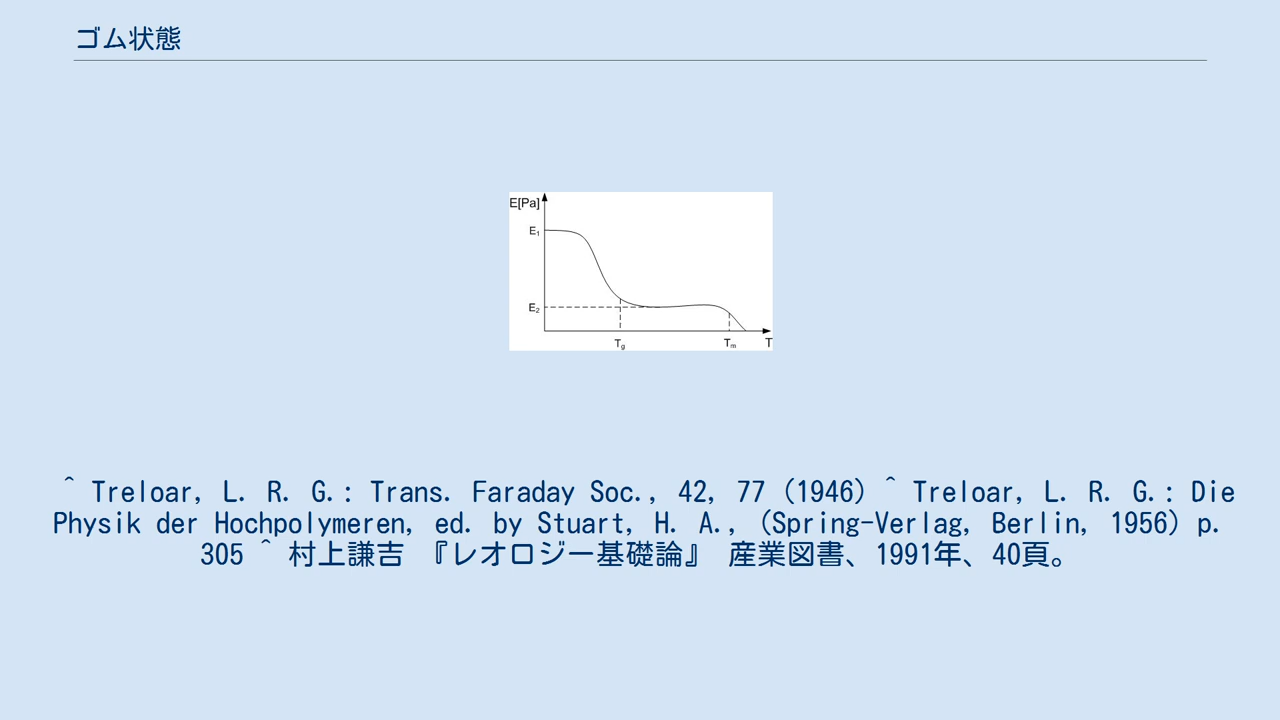 ゴム状態
E[Pa]
E1
E2
Tg Tm T
^ Treloar, L. R. G.: Trans. Faraday Soc., 42, 77 (1946) ^ Treloar, L. R. G.: Die
Physik der Hochpolymeren, ed. by Stuart, H. A., (Spring-Verlag, Berlin, 1956) p.
305 ^ 村上謙吉 『レオロジー基礎論』 産業図書、1991年、40頁。